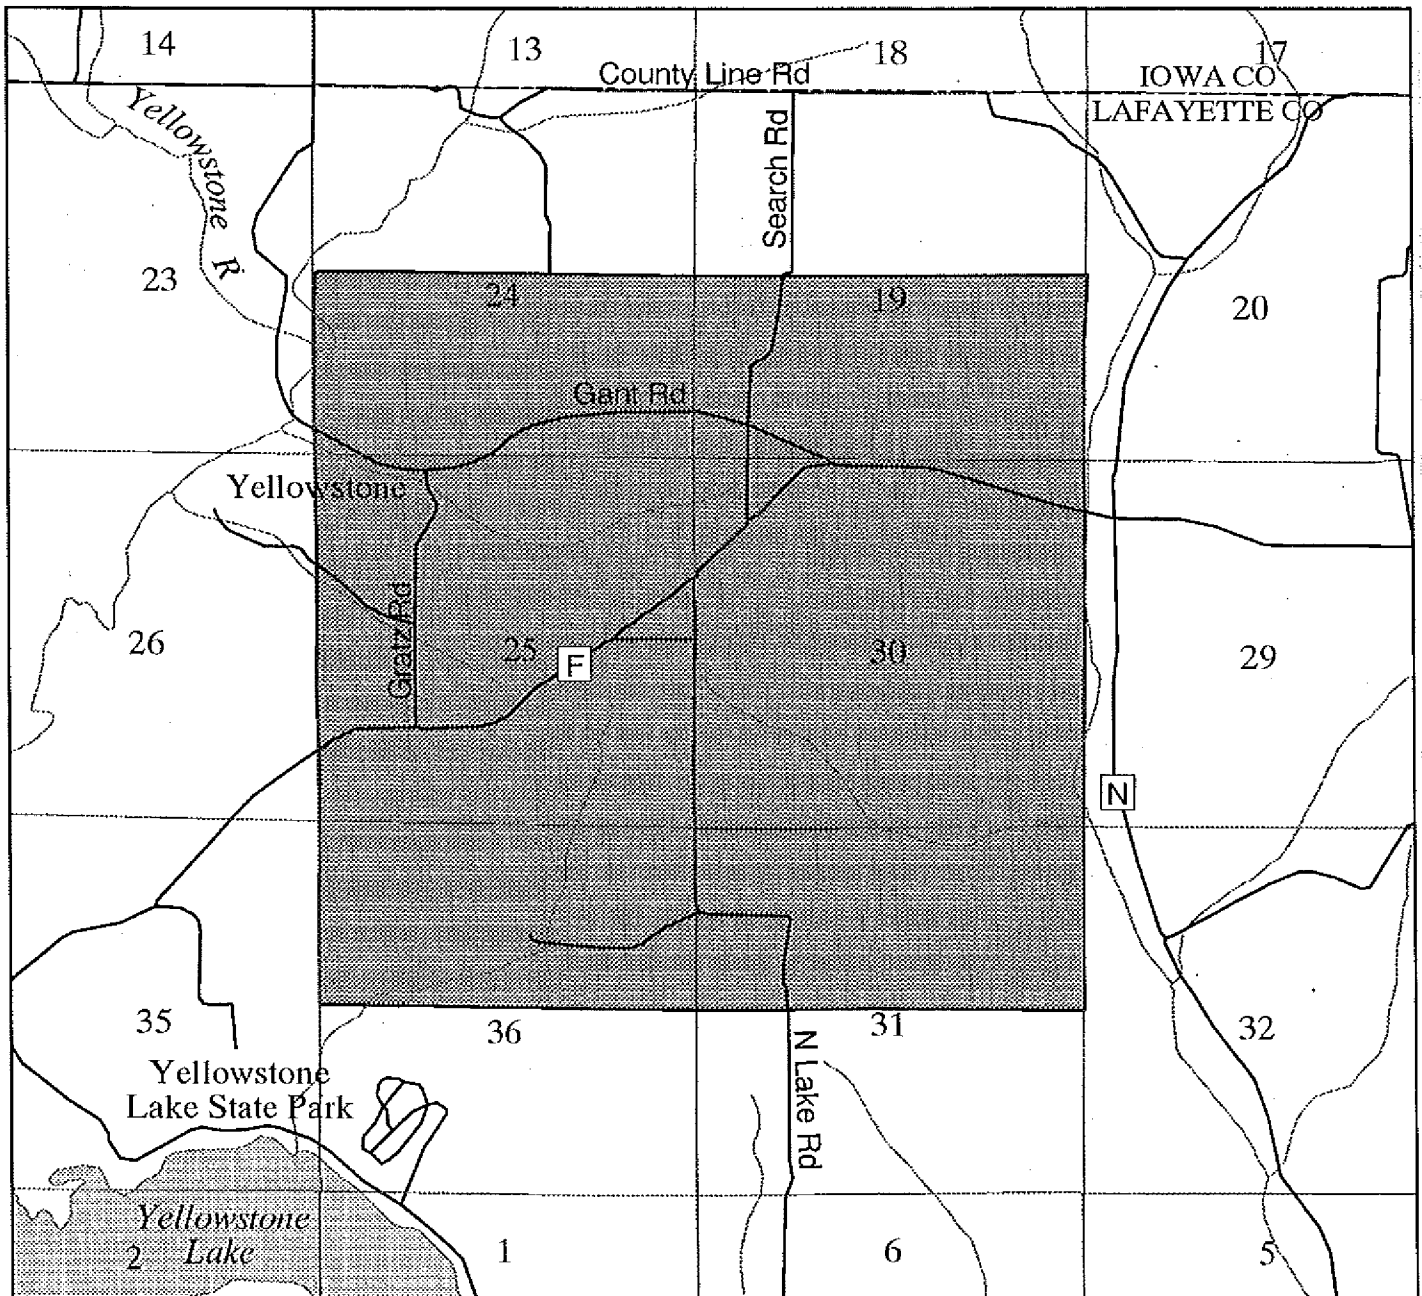 14
13
18
17
County Line Rd
IOWA CO
LAFAYETTE CO
Yellowstone R
Search Rd
23
24
19
20
Gant Rd
Yellowstone
Gratz Rd
26
25
F
30
29
N
35
36
31
32
Yellowstone
Lake State Park
N Lake Rd
Yellowstone
Lake
2
1
6
5